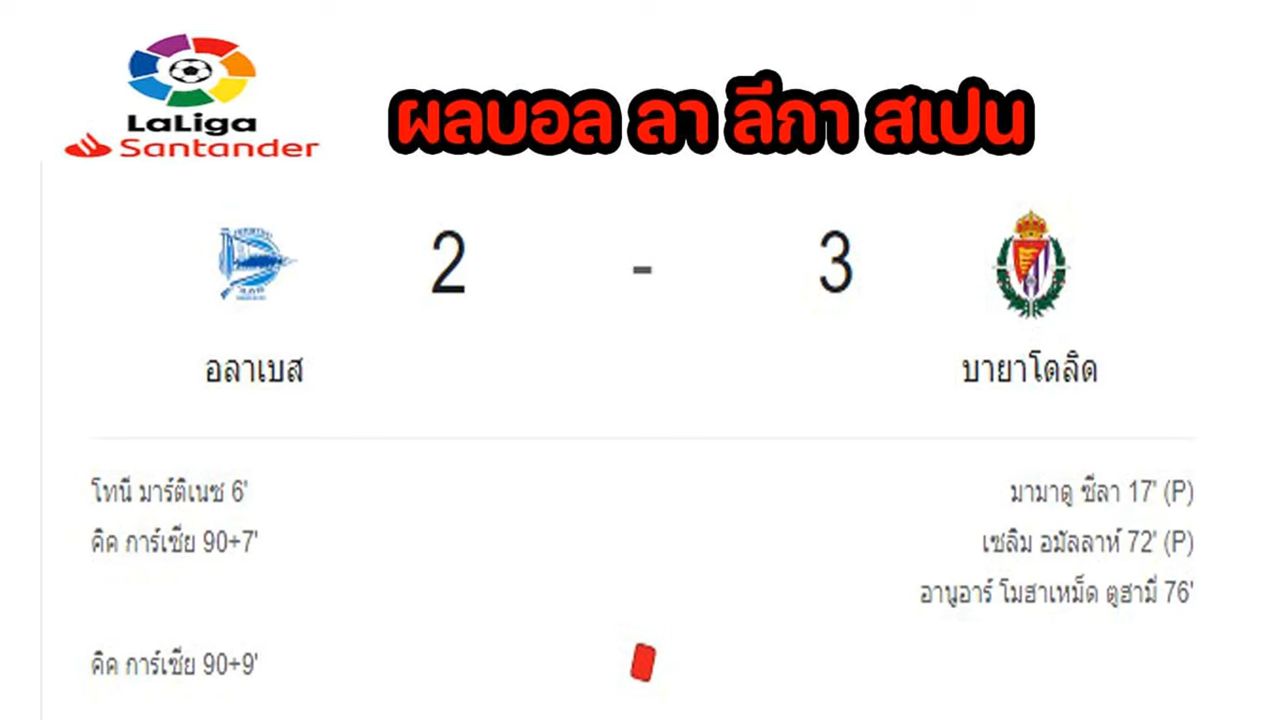 LaLiga
Santander
ผลบอล ลา ลีกา สเปน
2 - 3
อลาเบส
บายาโดลิด
โทนี มาร์ติเนซ 6'
มามาดู ซีลา 17' (P)
คิค การ์เซีย 90+7'
เซลิม อมัลลาห์ 72' (P)
อานูอาร์ โมฮาเหม็ด ตูฮามี่ 76'
คิค การ์เซีย 90+9'